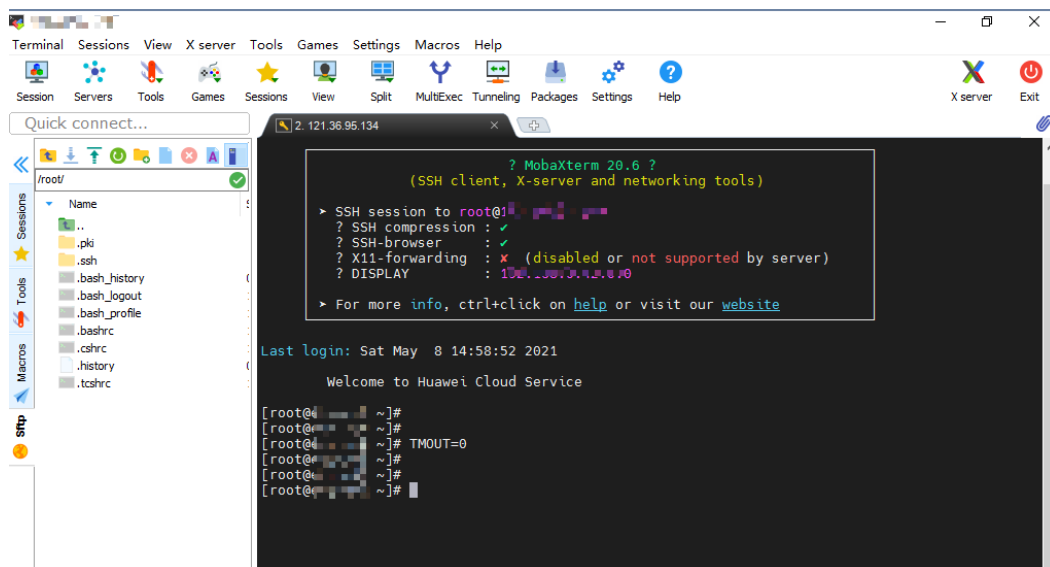 Terminal Sessions View X server Tools Games Settings Macros Help
Session Servers Tools Games Sessions View Split MultiExec Tunneling Packages Settings Help X server Exit
Quick connect...
2. 121.36.95.134
/root/
Name
..
.pki
.ssh
.bash_history
.bash_logout
.bash_profile
.bashrc
.cshrc
.history
.tcshrc
Sessions
Tools
Macros
Sftp
? MobaXterm 20.6 ?
(SSH client, X-server and networking tools)
➤ SSH session to root@
? SSH compression : ✔
? SSH-browser : ✔
? X11-forwarding : ✘ (disabled or not supported by server)
? DISPLAY :
➤ For more info, ctrl+click on help or visit our website
Last login: Sat May 8 14:58:52 2021
Welcome to Huawei Cloud Service
[root@ ~]#
[root@ ~]#
[root@ ~]# TMOUT=0
[root@ ~]#
[root@ ~]#
[root@ ~]#